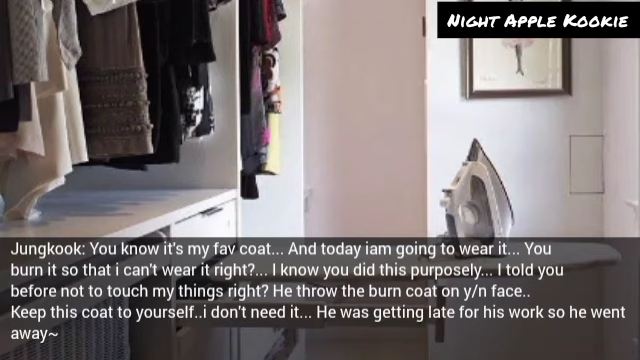 Night Apple Kookie
Jungkook: You know it's my fav coat... And today iam going to wear it... You
burn it so that i can't wear it right?... I know you did this purposely... I told you
before not to touch my things right? He throw the burn coat on y/n face..
Keep this coat to yourself..i don't need it... He was getting late for his work so he went
away~